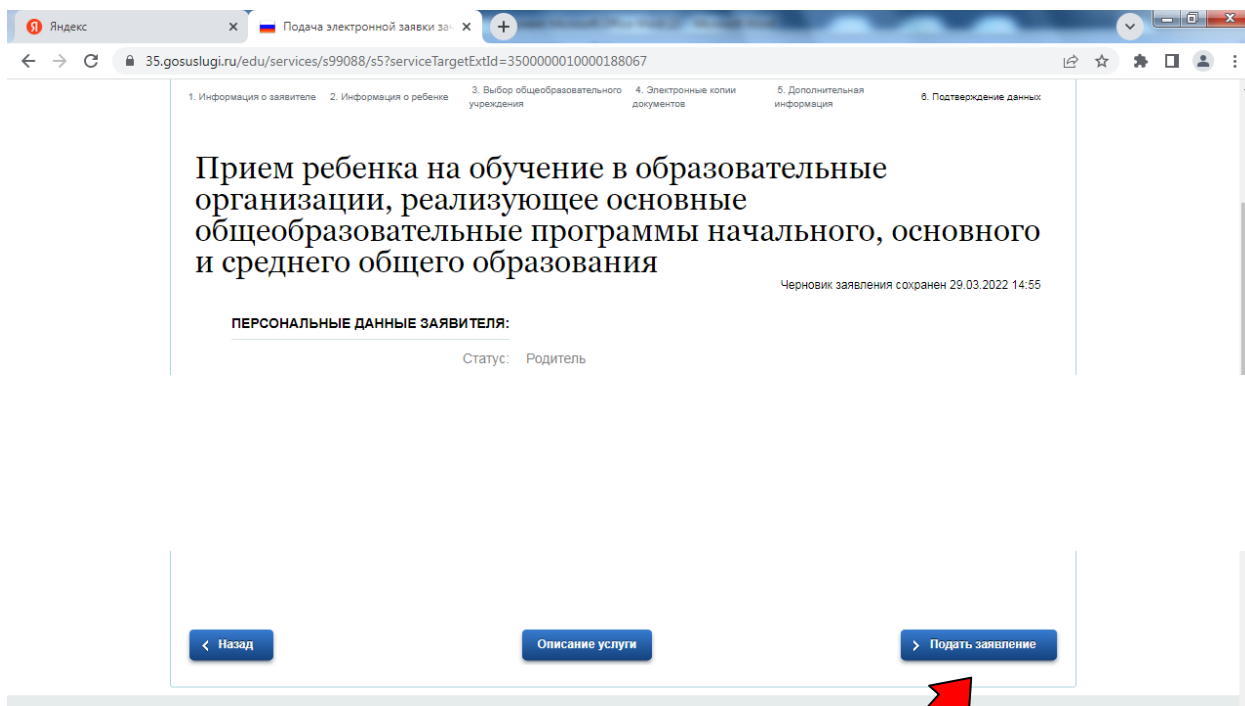 Яндекс
Подача электронной заявки за
35.gosuslugi.ru/edu/services/s99088/s5?serviceTargetExtId=3500000010000188067
1. Информация о заявителе 2. Информация о ребенке 3. Выбор общеобразовательного учреждения 4. Электронные копии документов 5. Дополнительная информация 6. Подтверждение данных
Прием ребенка на обучение в образовательные
организации, реализующее основные
общеобразовательные программы начального, основного
и среднего общего образования
Черновик заявления сохранен 29.03.2022 14:55
ПЕРСОНАЛЬНЫЕ ДАННЫЕ ЗАЯВИТЕЛЯ:
Статус: Родитель
Назад Описание услуги Подать заявление